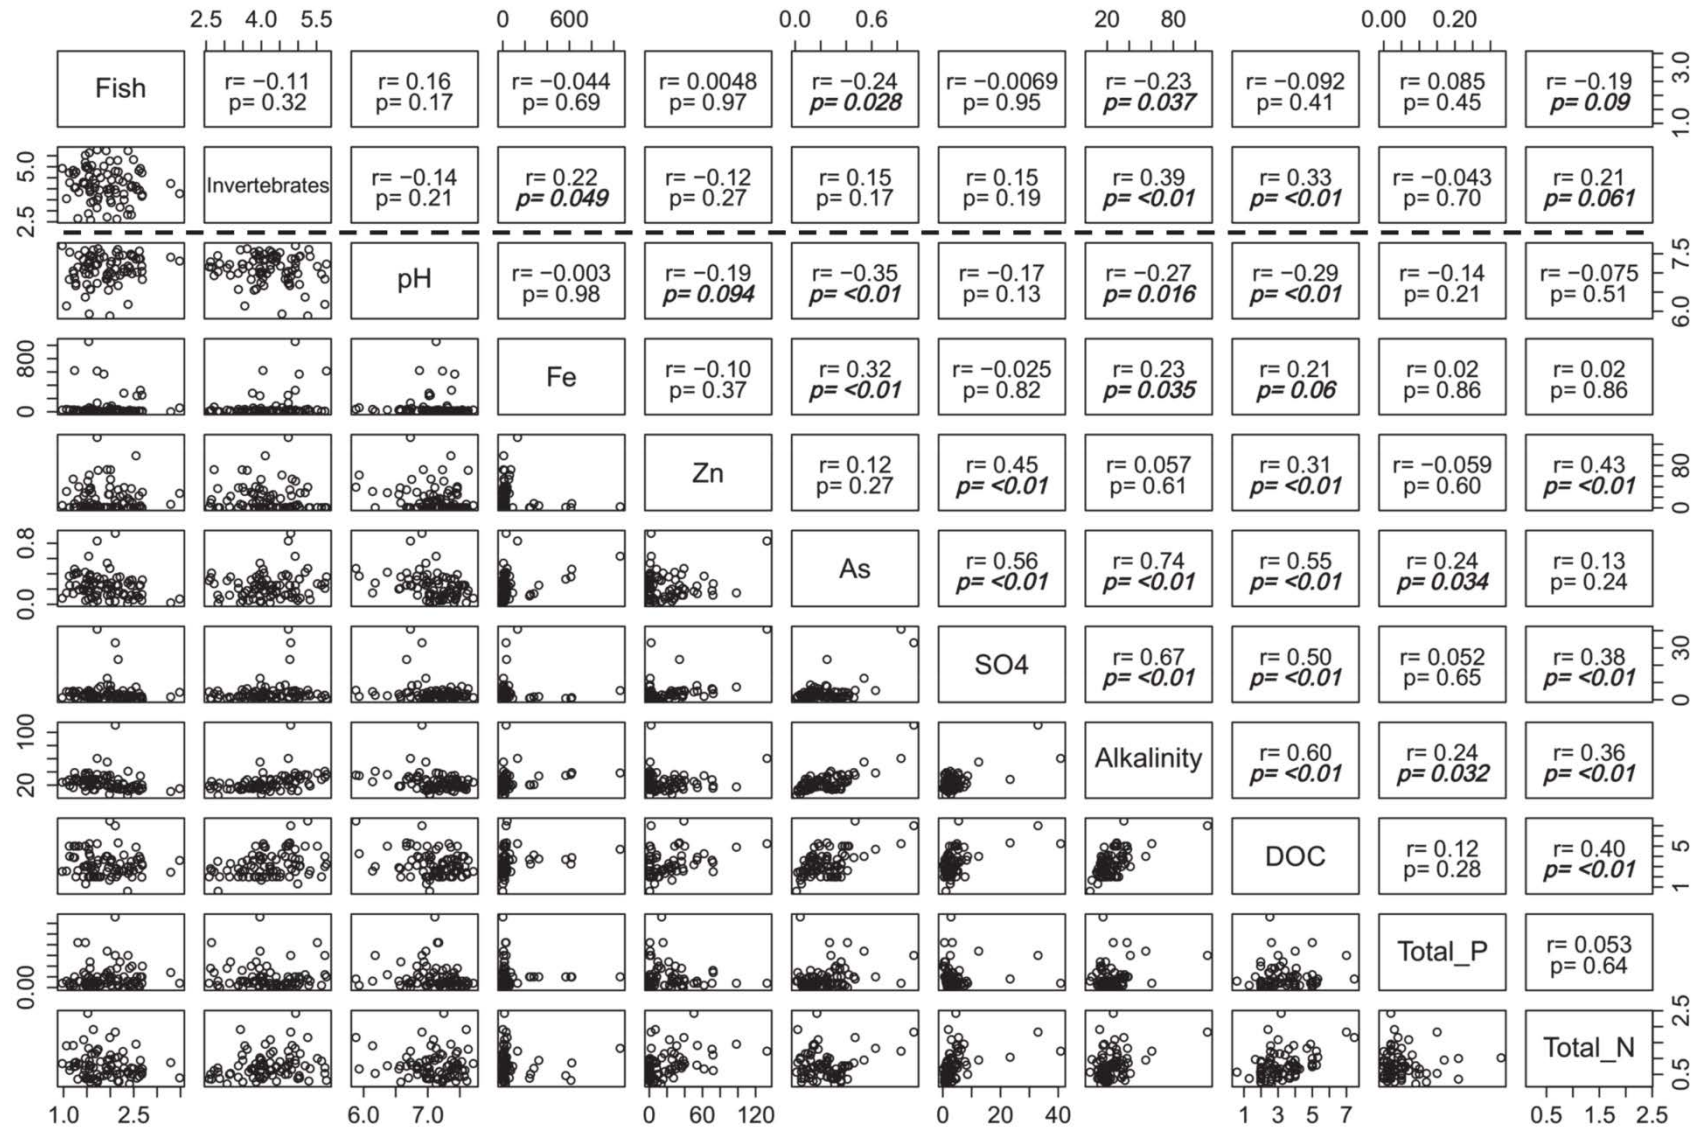 2.5 4.0 5.5 0 600 0.0 0.6 20 80 0.00 0.20
Fish r= −0.11 r= 0.16 r= −0.044 r= 0.0048 r= −0.24 r= −0.0069 r= −0.23 r= −0.092 r= 0.085 r= −0.19 1.0 3.0
p= 0.32 p= 0.17 p= 0.69 p= 0.97 p= 0.028 p= 0.95 p= 0.037 p= 0.41 p= 0.45 p= 0.09
2.5 5.0 Invertebrates r= −0.14 r= 0.22 r= −0.12 r= 0.15 r= 0.15 r= 0.39 r= 0.33 r= −0.043 r= 0.21
p= 0.21 p= 0.049 p= 0.27 p= 0.17 p= 0.19 p= <0.01 p= <0.01 p= 0.70 p= 0.061
pH r= −0.003 r= −0.19 r= −0.35 r= −0.17 r= −0.27 r= −0.29 r= −0.14 r= −0.075 6.0 7.5
p= 0.98 p= 0.094 p= <0.01 p= 0.13 p= 0.016 p= <0.01 p= 0.21 p= 0.51
0 800 Fe r= −0.10 r= 0.32 r= −0.025 r= 0.23 r= 0.21 r= 0.02 r= 0.02
p= 0.37 p= <0.01 p= 0.82 p= 0.035 p= 0.06 p= 0.86 p= 0.86
Zn r= 0.12 r= 0.45 r= 0.057 r= 0.31 r= −0.059 r= 0.43 0 80
p= 0.27 p= <0.01 p= 0.61 p= <0.01 p= 0.60 p= <0.01
0.0 0.8 As r= 0.56 r= 0.74 r= 0.55 r= 0.24 r= 0.13
p= <0.01 p= <0.01 p= <0.01 p= 0.034 p= 0.24
SO4 r= 0.67 r= 0.50 r= 0.052 r= 0.38 0 30
p= <0.01 p= <0.01 p= 0.65 p= <0.01
20 100 Alkalinity r= 0.60 r= 0.24 r= 0.36
p= <0.01 p= 0.032 p= <0.01
DOC r= 0.12 r= 0.40 1 5
p= 0.28 p= <0.01
0.00 Total_P r= 0.053
p= 0.64
Total_N 0.5 2.5
1.0 2.5 6.0 7.0 0 60 120 0 20 40 1 3 5 7 0.5 1.5 2.5